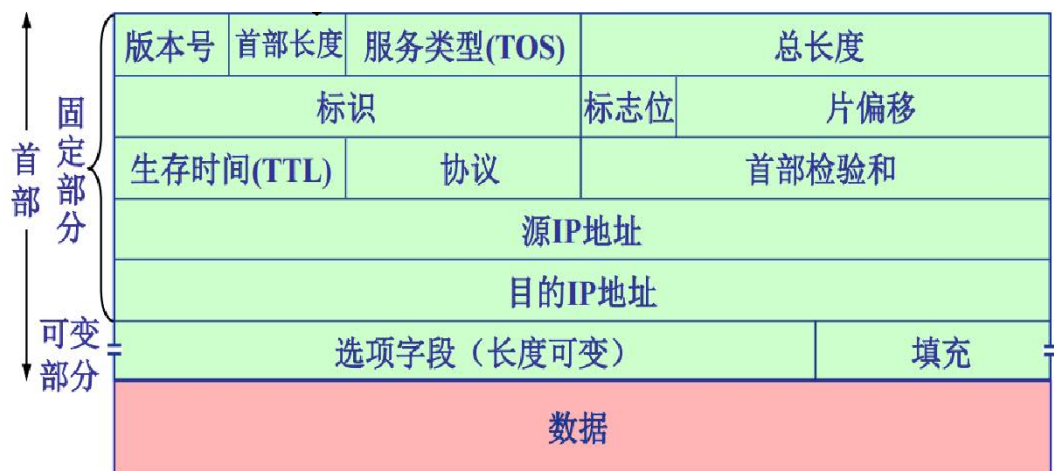 版本号 首部长度 服务类型(TOS) 总长度
标识 标志位 片偏移
生存时间(TTL) 协议 首部检验和
源IP地址
目的IP地址
选项字段（长度可变） 填充
数据
首部
固定部分
可变
部分